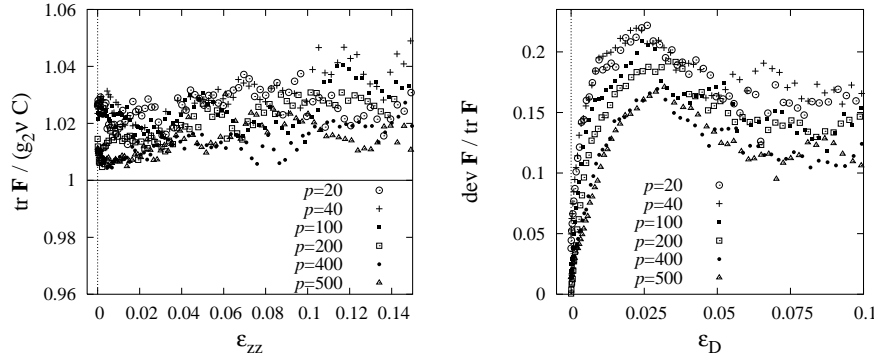 tr F / (g₂ν C)
1.06
1.04
1.02
1
0.98
0.96
p=20
p=40
p=100
p=200
p=400
p=500
0
0.02
0.04
0.06
0.08
0.1
0.12
0.14
ε_zz
dev F / tr F
0.2
0.15
0.1
0.05
0
p=20
p=40
p=100
p=200
p=400
p=500
0
0.025
0.05
0.075
0.1
ε_D